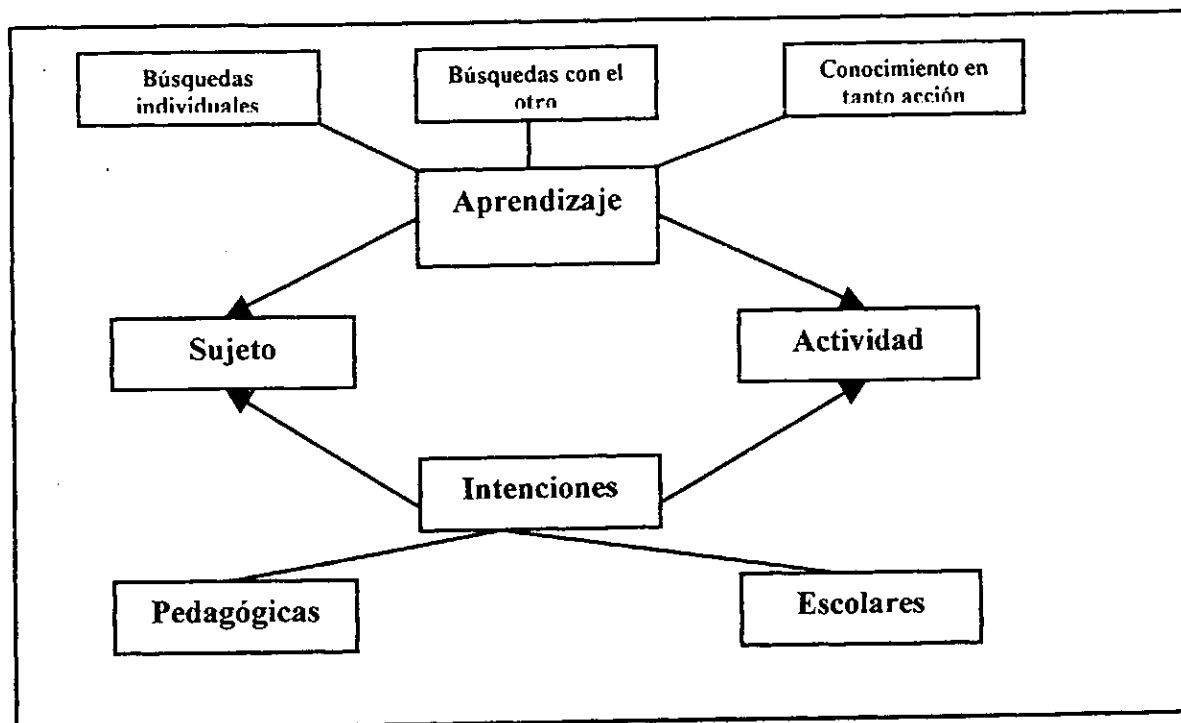 Búsquedas
individuales
Búsquedas con el
otro
Conocimiento en
tanto acción
Aprendizaje
Sujeto
Actividad
Intenciones
Pedagógicas
Escolares